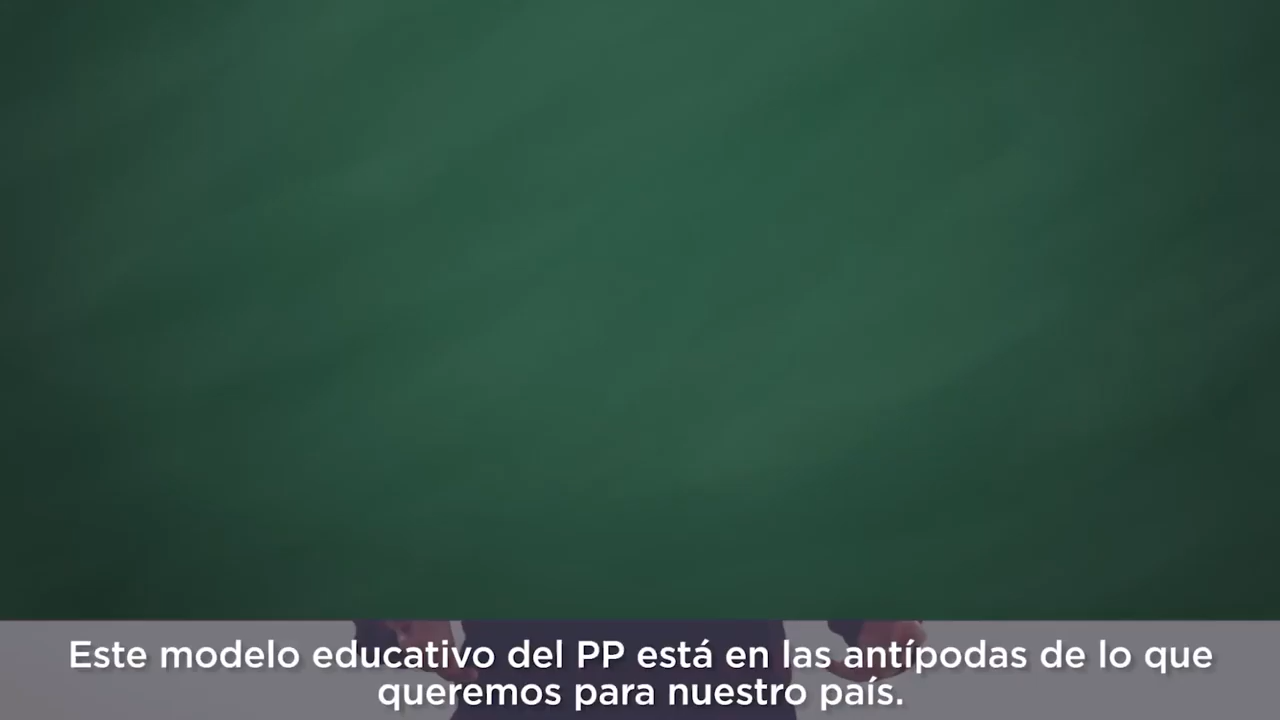 Este modelo educativo del PP está en las antípodas de lo que
queremos para nuestro país.